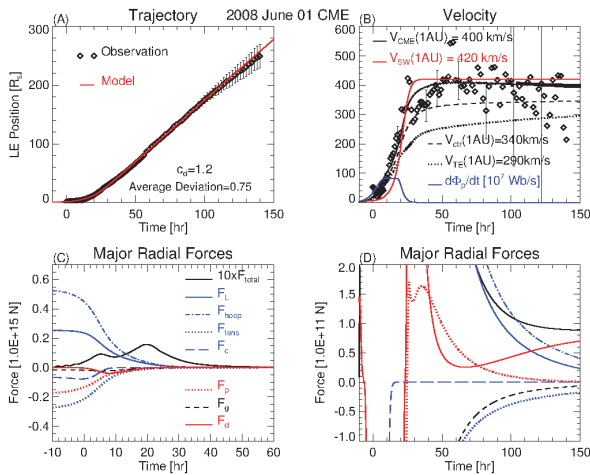 Trajectory 2008 June 01 CME Velocity
(A)
Observation
Model
c_d=1.2
Average Deviation=0.75
LE Position [R_s]
300
200
100
0
0 50 100 150
Time [hr]
(B)
V_CME(1AU) = 400 km/s
V_SW(1AU) = 420 km/s
V_ctr(1AU)=340km/s
V_TE(1AU)=290km/s
dΦ_p/dt [10^7 Wb/s]
600
500
400
300
200
100
0
0 50 100 150
Time [hr]
Major Radial Forces
(C)
10xF_total
F_L
F_hoop
F_tens
F_c
F_p
F_g
F_d
Force [1.0E+15 N]
0.6
0.4
0.2
0.0
-0.2
-0.4
-10 0 10 20 30 40 50 60
Time [hr]
Major Radial Forces
(D)
Force [1.0E+11 N]
2.0
1.5
1.0
0.5
0.0
-0.5
-1.0
0 50 100 150
Time [hr]